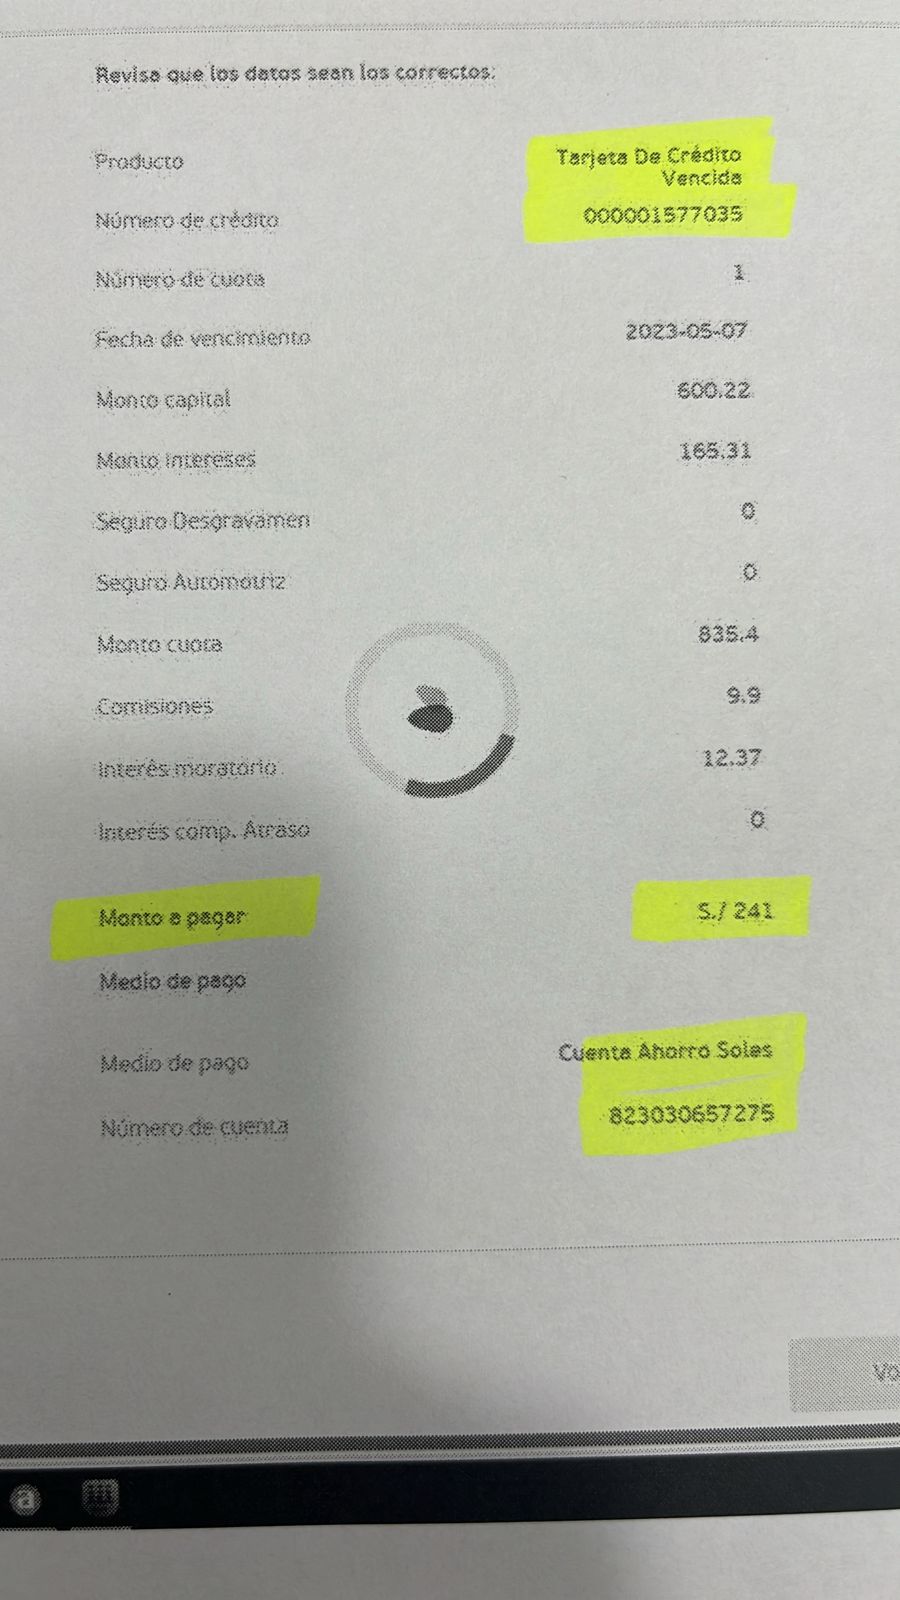 Revisa que los datos sean los correctos:
Producto Tarjeta De Crédito
Vencida
Número de crédito 000001577035
Número de cuota 1
Fecha de vencimiento 2023-05-07
Monto capital 600.22
Monto Intereses 165.31
Seguro Desgravamen 0
Seguro Automotriz 0
Monto cuota 835.4
Comisiones 9.9
Interés moratorio 12.37
Interés comp. Atraso 0
Monto a pagar S./ 241
Medio de pago
Medio de pago Cuenta Ahorro Soles
Número de cuenta 823030657275
Vo
a